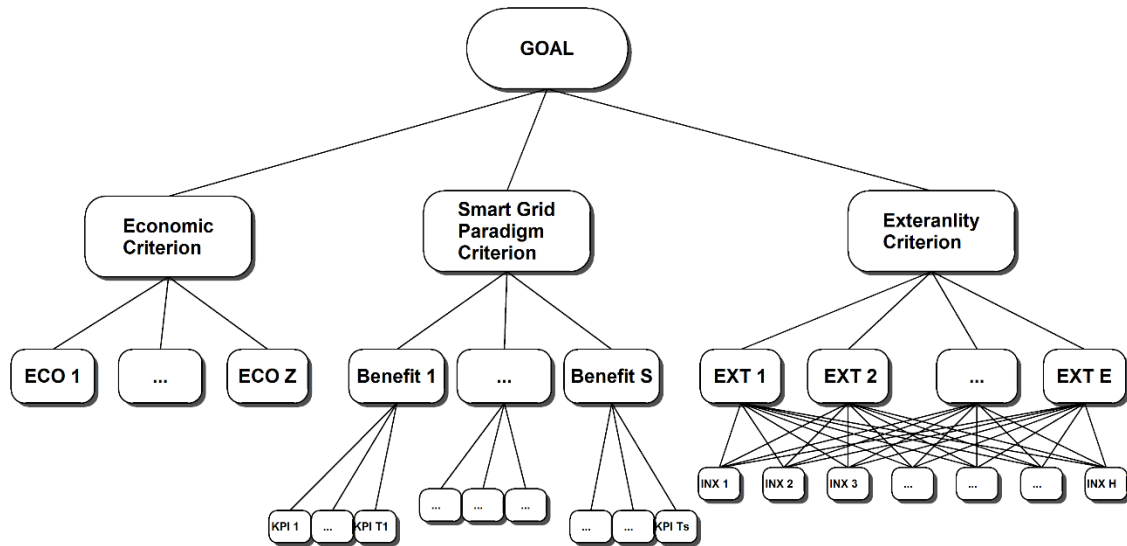 GOAL
Economic
Criterion
Smart Grid
Paradigm
Criterion
Exteranlity
Criterion
ECO 1
...
ECO Z
Benefit 1
...
Benefit S
EXT 1
EXT 2
...
EXT E
INX 1
INX 2
INX 3
...
...
...
INX H
...
...
...
KPI 1
...
KPI T1
...
...
KPI Ts